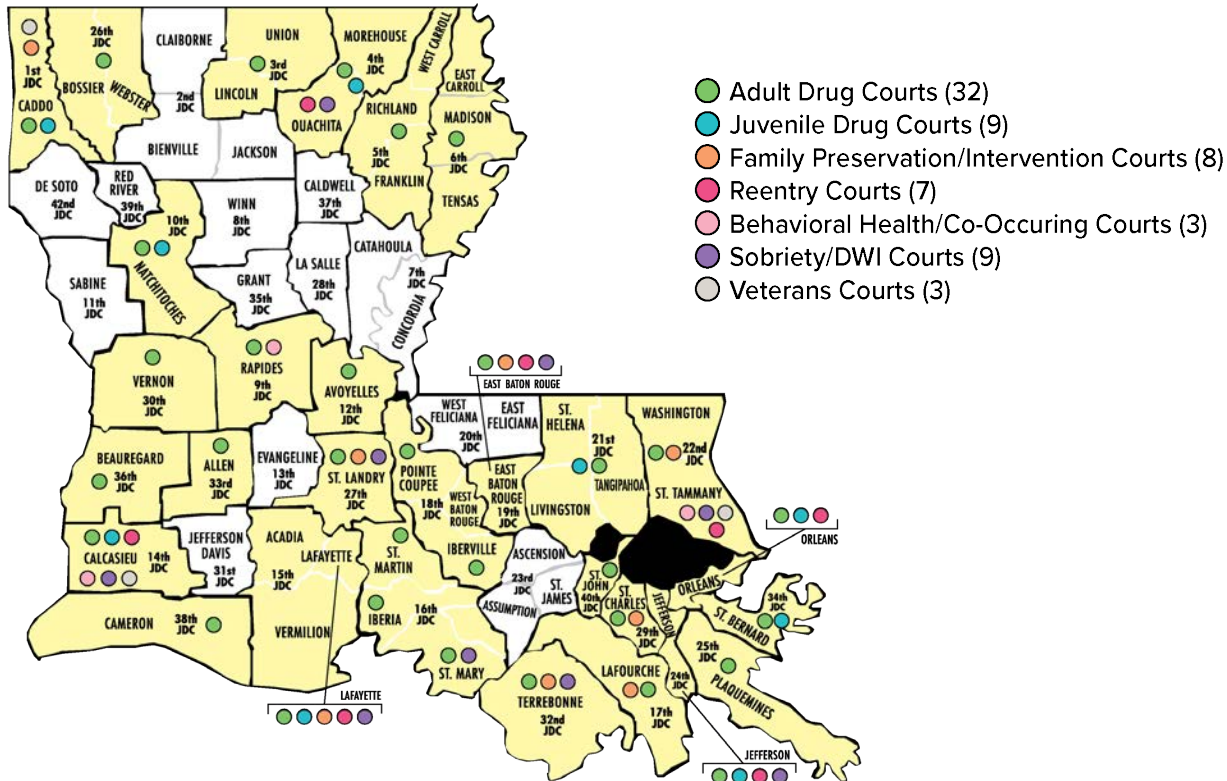 26th
JDC
CLAIBORNE
UNION
MOREHOUSE
WEST CARROLL
1st
JDC
3rd
JDC
4th
JDC
EAST
CARROLL
BOSSIER
WEBSTER
2nd
JDC
LINCOLN
CADDO
OUACHITA
RICHLAND
MADISON
BIENVILLE
JACKSON
5th
JDC
6th
JDC
FRANKLIN
TENSAS
DE SOTO
42nd
JDC
RED
RIVER
39th
JDC
WINN
8th
JDC
CALDWELL
37th
JDC
10th
JDC
NATCHITOCHES
CATAHOULA
SABINE
11th
JDC
GRANT
35th
JDC
LA SALLE
28th
JDC
7th
JDC
CONCORDIA
VERNON
30th
JDC
RAPIDES
9th
JDC
AVOYELLES
12th
JDC
EAST BATON ROUGE
WEST
FELICIANA
20th
JDC
EAST
FELICIANA
ST.
HELENA
21st
JDC
TANGIPAHOA
WASHINGTON
22nd
JDC
ST. TAMMANY
BEAUREGARD
36th
JDC
ALLEN
33rd
JDC
EVANGELINE
13th
JDC
ST. LANDRY
27th
JDC
POINTE
COUPEE
18th
JDC
WEST
BATON
ROUGE
EAST
BATON
ROUGE
19th
JDC
LIVINGSTON
ORLEANS
CALCASIEU
14th
JDC
JEFFERSON
DAVIS
31st
JDC
ACADIA
LAFAYETTE
15th
JDC
VERMILION
ST.
MARTIN
IBERVILLE
ASCENSION
23rd
JDC
ST.
JAMES
ASSUMPTION
ST.
JOHN
40th
JDC
ST.
CHARLES
29th
JDC
JEFFERSON
ORLEANS
34th
JDC
ST. BERNARD
CAMERON
38th
JDC
IBERIA
16th
JDC
ST. MARY
25th
JDC
PLAQUEMINES
TERREBONNE
32nd
JDC
LAFOURCHE
17th
JDC
24th
JDC
LAFAYETTE
JEFFERSON
Adult Drug Courts (32)
Juvenile Drug Courts (9)
Family Preservation/Intervention Courts (8)
Reentry Courts (7)
Behavioral Health/Co-Occuring Courts (3)
Sobriety/DWI Courts (9)
Veterans Courts (3)